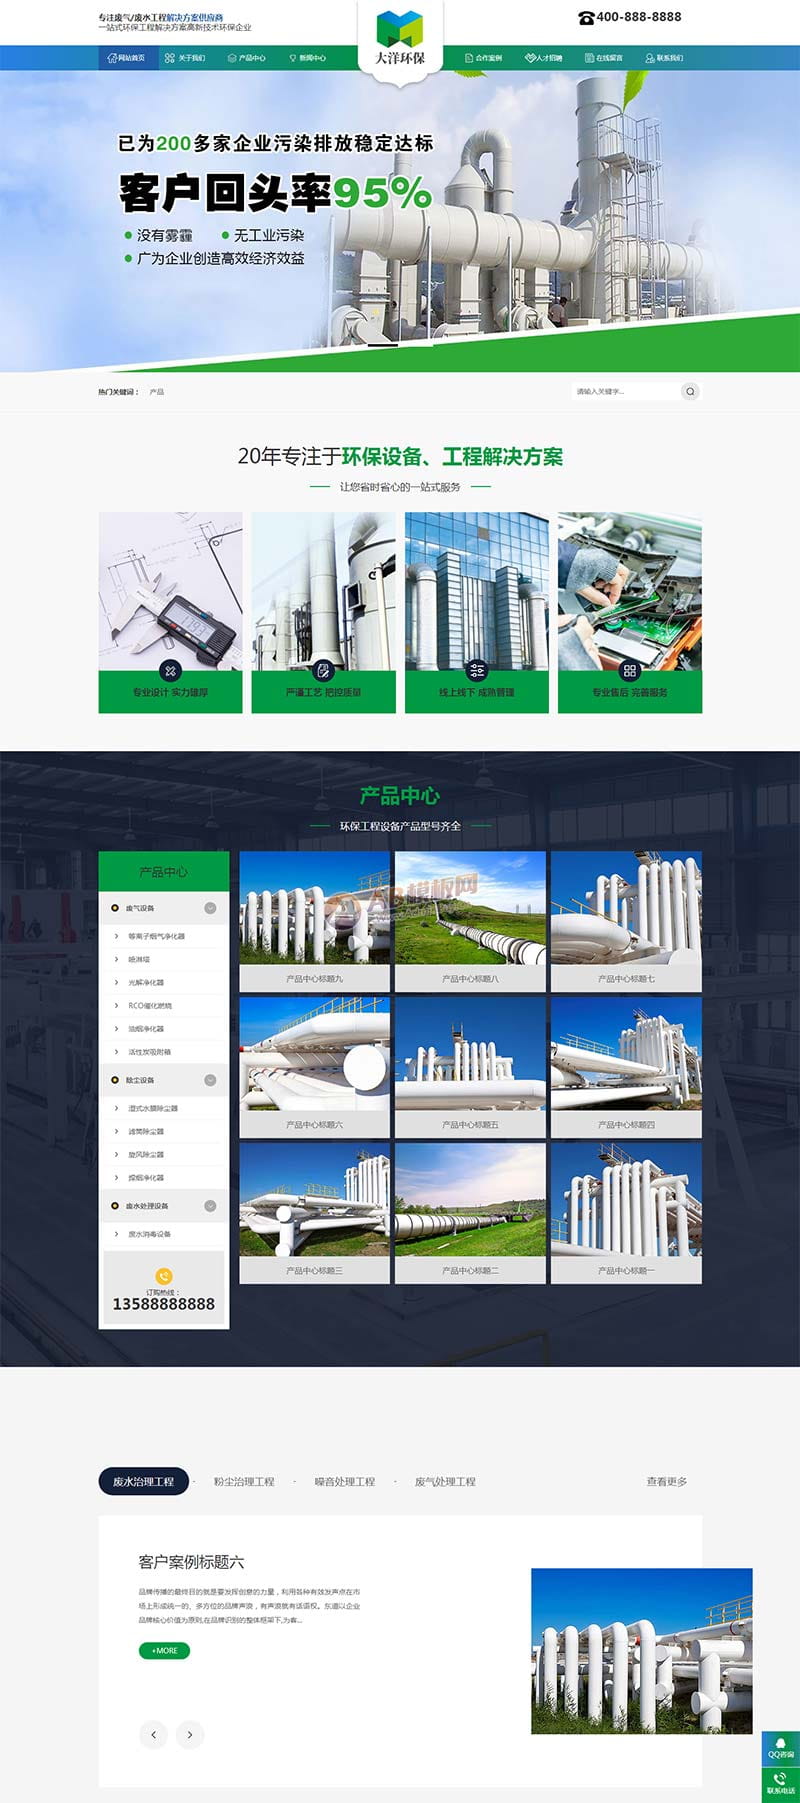 专注废气/废水工程解决方案供应商
一站式环保工程解决方案高新技术环保企业
400-888-8888
网站首页 关于我们 产品中心 新闻中心 大洋环保 合作案例 人才招聘 在线留言 联系我们
已为200多家企业污染排放稳定达标
客户回头率95%
没有雾霾 无工业污染
广为企业创造高效经济效益
热门关键词： 产品 请输入关键字...
20年专注于环保设备、工程解决方案
让您省时省心的一站式服务
专业设计 实力雄厚 严谨工艺 把控质量 线上线下 成熟管理 专业售后 完善服务
产品中心
环保工程设备产品型号齐全
产品中心
废气设备
等离子烟气净化器
喷淋塔
光解净化器
RCO催化燃烧
油烟净化器
活性炭吸附箱
除尘设备
湿式水膜除尘器
滤筒除尘器
旋风除尘器
焊烟净化器
废水处理设备
废水消毒设备
订购热线：
13588888888
AB模板网
产品中心标题九 产品中心标题八 产品中心标题七
产品中心标题六 产品中心标题五 产品中心标题四
产品中心标题三 产品中心标题二 产品中心标题一
废水治理工程 · 粉尘治理工程 · 噪音处理工程 · 废气处理工程 查看更多
客户案例标题六
品牌传播的最终目的就是要发挥创意的力量，利用各种有效发声点在市
场上形成统一的、多方位的品牌声浪，有声浪就有话语权。东道以企业
品牌核心价值为原则,在品牌识别的整体框架下,为客...
+MORE
QQ咨询
联系电话